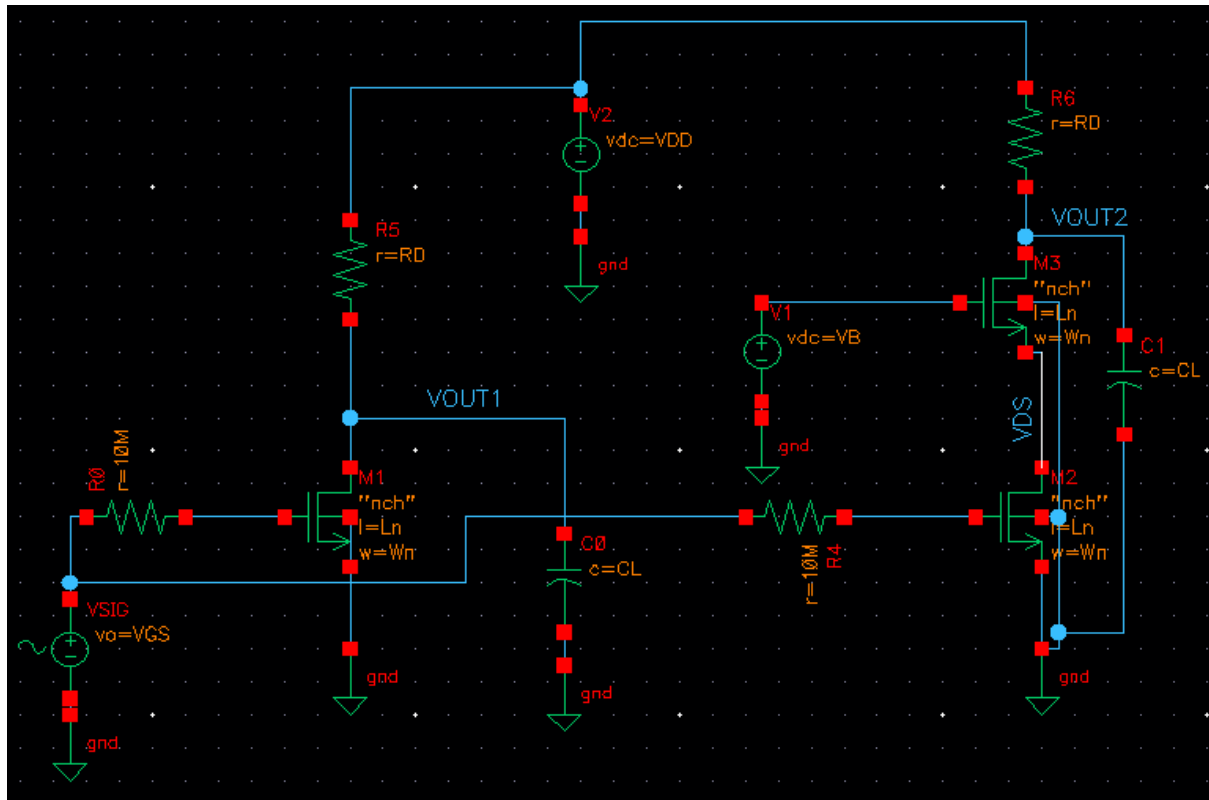 R6
r=RD
V2
vdc=VDD
VOUT2
R5
r=RD
gnd
M3
"nch"
l=Ln
w=Wn
V1
vdc=VB
C1
c=CL
VOUT1
VDS
gnd
R0
r=10M
M1
"nch"
l=Ln
w=Wn
M2
"nch"
l=Ln
w=Wn
R4
r=10M
C0
c=CL
VSIG
vo=VGS
gnd
gnd
gnd
gnd